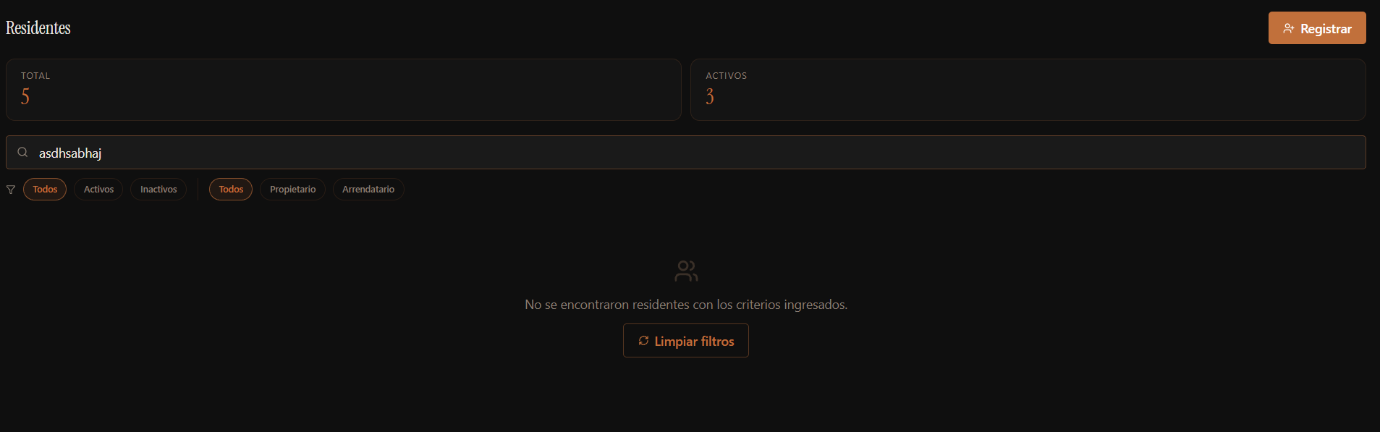 Residentes
Registrar
TOTAL
5
ACTIVOS
3
asdhsabhaj
Todos Activos Inactivos Todos Propietario Arrendatario
No se encontraron residentes con los criterios ingresados.
Limpiar filtros